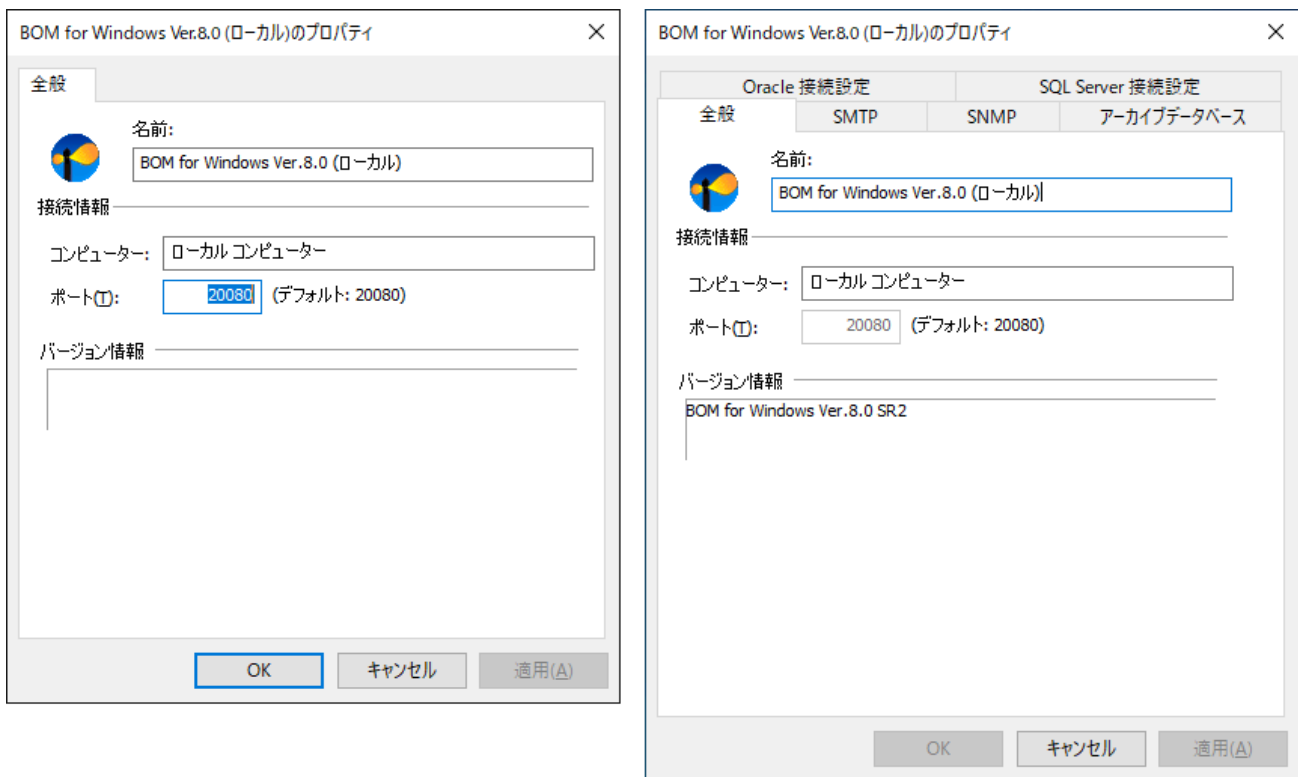 BOM for Windows Ver.8.0 (ローカル)のプロパティ
全般
名前:
BOM for Windows Ver.8.0 (ローカル)
接続情報
コンピューター: ローカル コンピューター
ポート(T): 20080 (デフォルト: 20080)
バージョン情報
OK キャンセル 適用(A)
BOM for Windows Ver.8.0 (ローカル)のプロパティ
Oracle 接続設定 SQL Server 接続設定
全般 SMTP SNMP アーカイブデータベース
名前:
BOM for Windows Ver.8.0 (ローカル)
接続情報
コンピューター: ローカル コンピューター
ポート(T): 20080 (デフォルト: 20080)
バージョン情報
BOM for Windows Ver.8.0 SR2
OK キャンセル 適用(A)